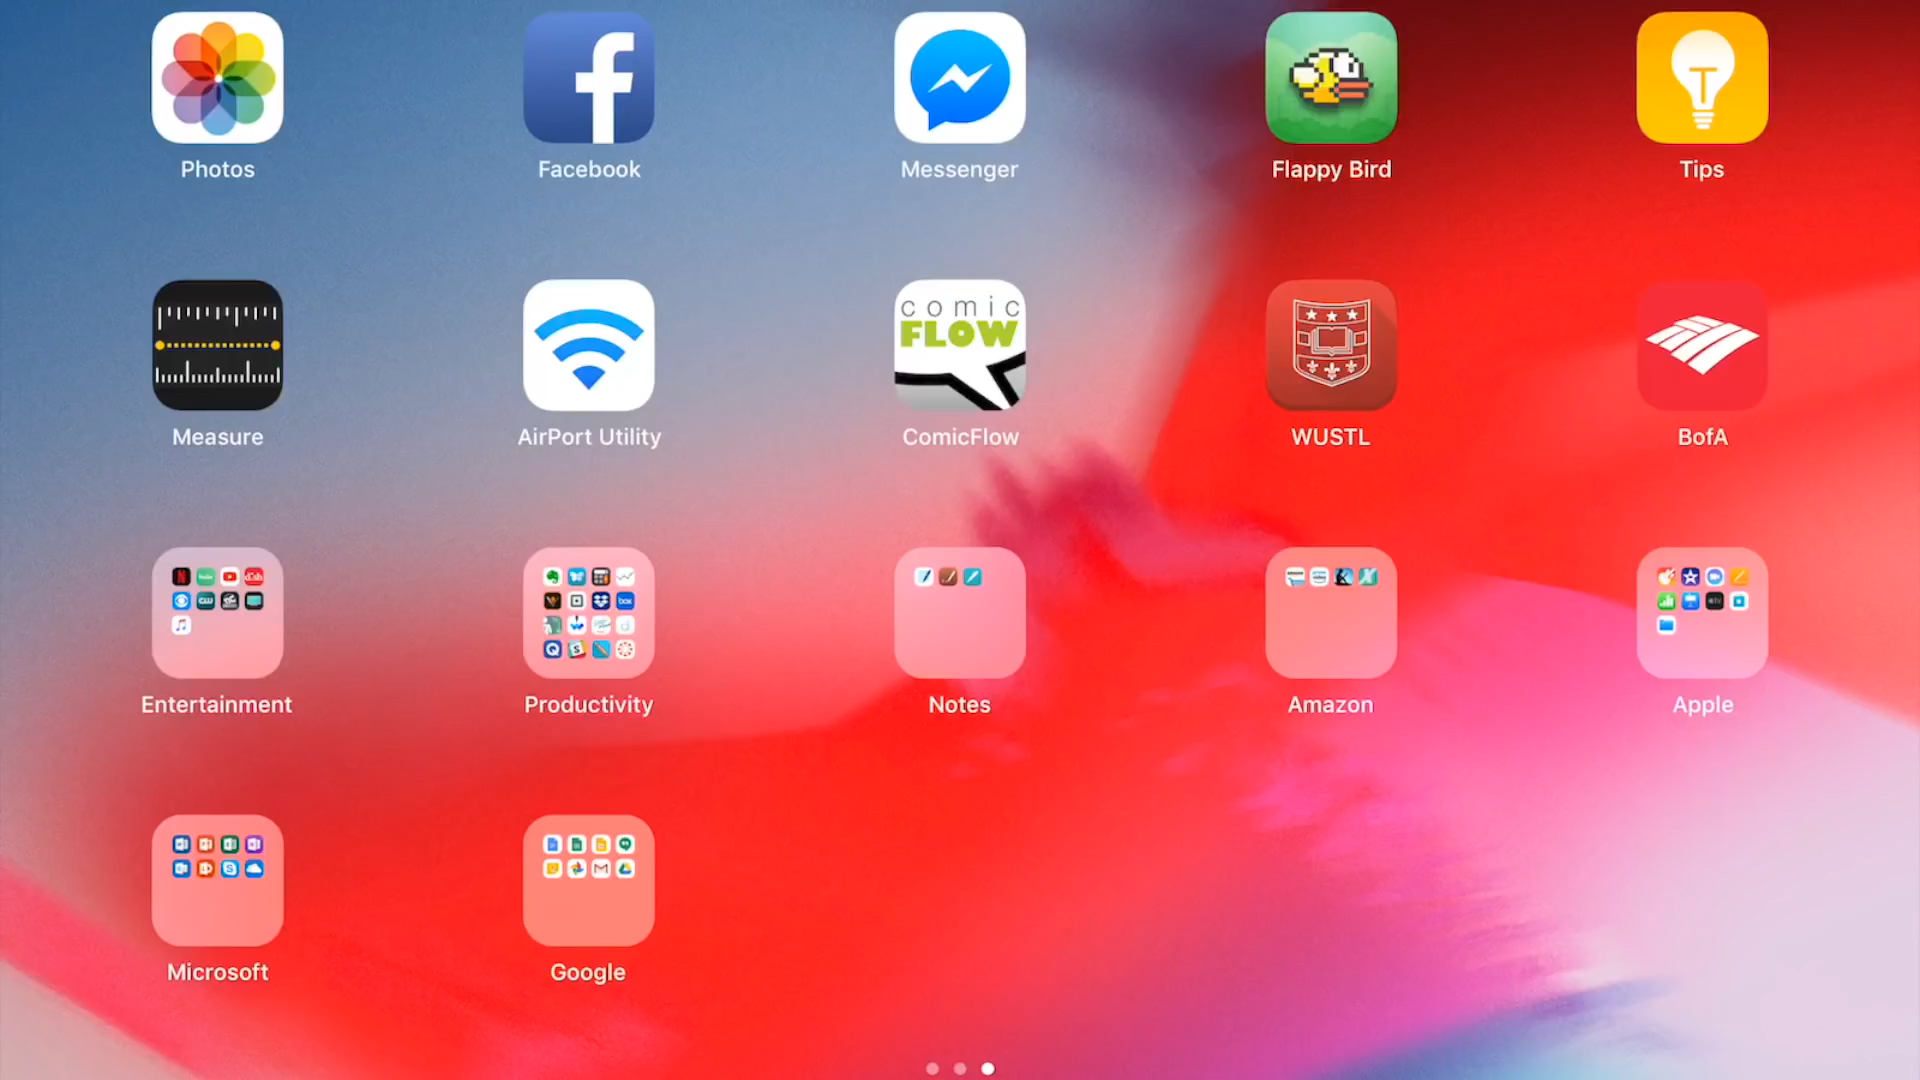 Photos
Facebook
Messenger
Flappy Bird
Tips
comic
FLOW
Measure
AirPort Utility
ComicFlow
WUSTL
BofA
Entertainment
Productivity
Notes
Amazon
Apple
Microsoft
Google